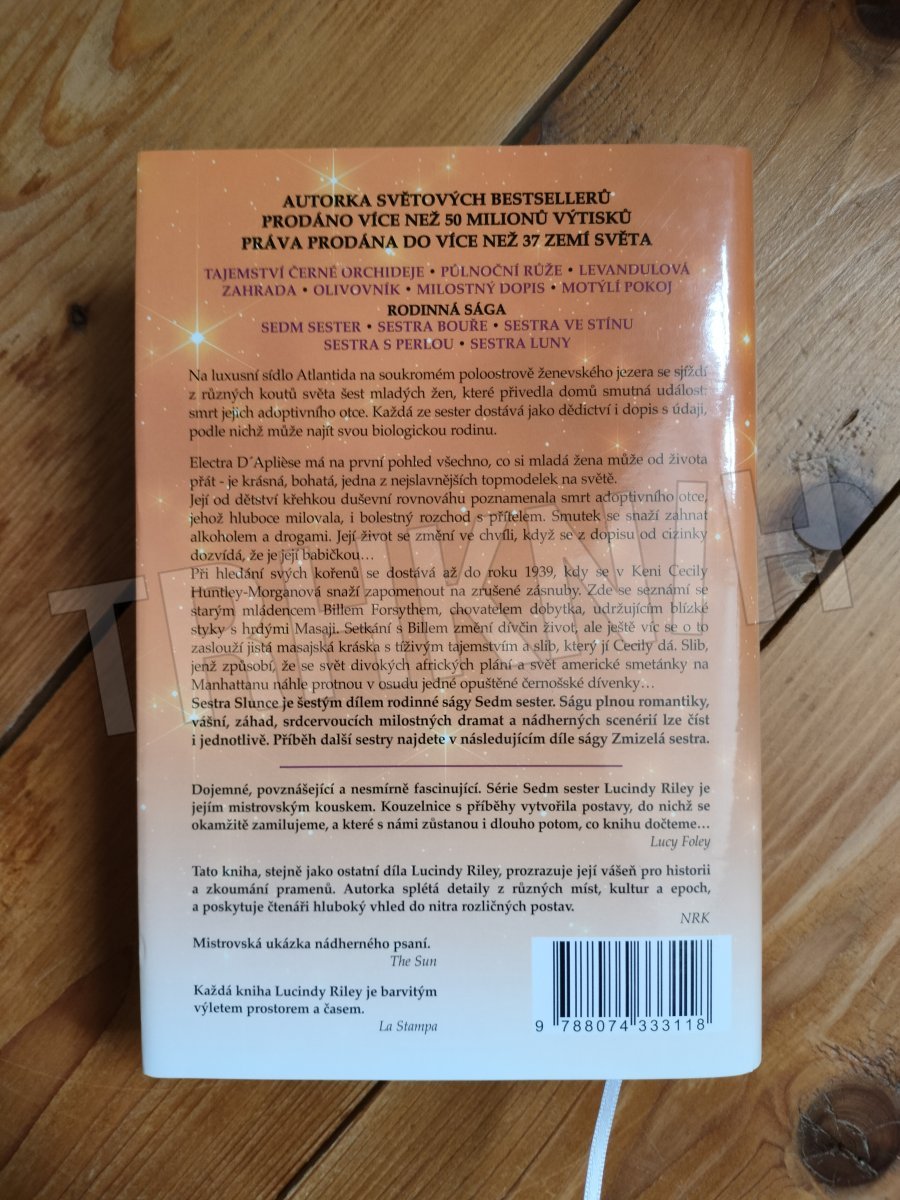 AUTORKA SVĚTOVÝCH BESTSELLERŮ
PRODÁNO VÍCE NEŽ 50 MILIONŮ VÝTISKŮ
PRÁVA PRODÁNA DO VÍCE NEŽ 37 ZEMÍ SVĚTA
TAJEMSTVÍ ČERNÉ ORCHIDEJE • PŮLNOČNÍ RŮŽE • LEVANDULOVÁ
ZAHRADA • OLIVOVNÍK • MILOSTNÝ DOPIS • MOTÝLÍ POKOJ
RODINNÁ SÁGA
SEDM SESTER • SESTRA BOUŘE • SESTRA VE STÍNU
SESTRA S PERLOU • SESTRA LUNY
Na luxusní sídlo Atlantida na soukromém poloostrově ženevského jezera se sjíždí
z různých koutů světa šest mladých žen, které přivedla domů smutná událost:
smrt jejich adoptivního otce. Každá ze sester dostává jako dědictví i dopis s údaji,
podle nichž může najít svou biologickou rodinu.
Electra D´Aplièse má na první pohled všechno, co si mladá žena může od života
přát - je krásná, bohatá, jedna z nejslavnějších topmodelek na světě.
Její od dětství křehkou duševní rovnováhu poznamenala smrt adoptivního otce,
jehož hluboce milovala, i bolestný rozchod s přítelem. Smutek se snaží zahnat
alkoholem a drogami. Její život se změní ve chvíli, když se z dopisu od cizinky
dozvídá, že je její babičkou…
Při hledání svých kořenů se dostává až do roku 1939, kdy se v Keni Cecily
Huntley-Morganová snaží zapomenout na zrušené zásnuby. Zde se seznámí se
starým mládencem Billem Forsythem, chovatelem dobytka, udržujícím blízké
styky s hrdými Masaji. Setkání s Billem změní dívčin život, ale ještě víc se o to
zaslouží jistá masajská kráska s tíživým tajemstvím a slib, který jí Cecily dá. Slib,
jenž způsobí, že se svět divokých afrických plání a svět americké smetánky na
Manhattanu náhle protnou v osudu jedné opuštěné černošské dívenky…
Sestra Slunce je šestým dílem rodinné ságy Sedm sester. Ságu plnou romantiky,
vášní, záhad, srdcervoucích milostných dramat a nádherných scenérií lze číst
i jednotlivě. Příběh další sestry najdete v následujícím díle ságy Zmizelá sestra.
Dojemné, povznášející a nesmírně fascinující. Série Sedm sester Lucindy Riley je
jejím mistrovským kouskem. Kouzelnice s příběhy vytvořila postavy, do nichž se
okamžitě zamilujeme, a které s námi zůstanou i dlouho potom, co knihu dočteme…
Lucy Foley
Tato kniha, stejně jako ostatní díla Lucindy Riley, prozrazuje její vášeň pro historii
a zkoumání pramenů. Autorka splétá detaily z různých míst, kultur a epoch,
a poskytuje čtenáři hluboký vhled do nitra rozličných postav.
NRK
Mistrovská ukázka nádherného psaní.
The Sun
Každá kniha Lucindy Riley je barvitým
výletem prostorem a časem.
La Stampa
9 788074 333118